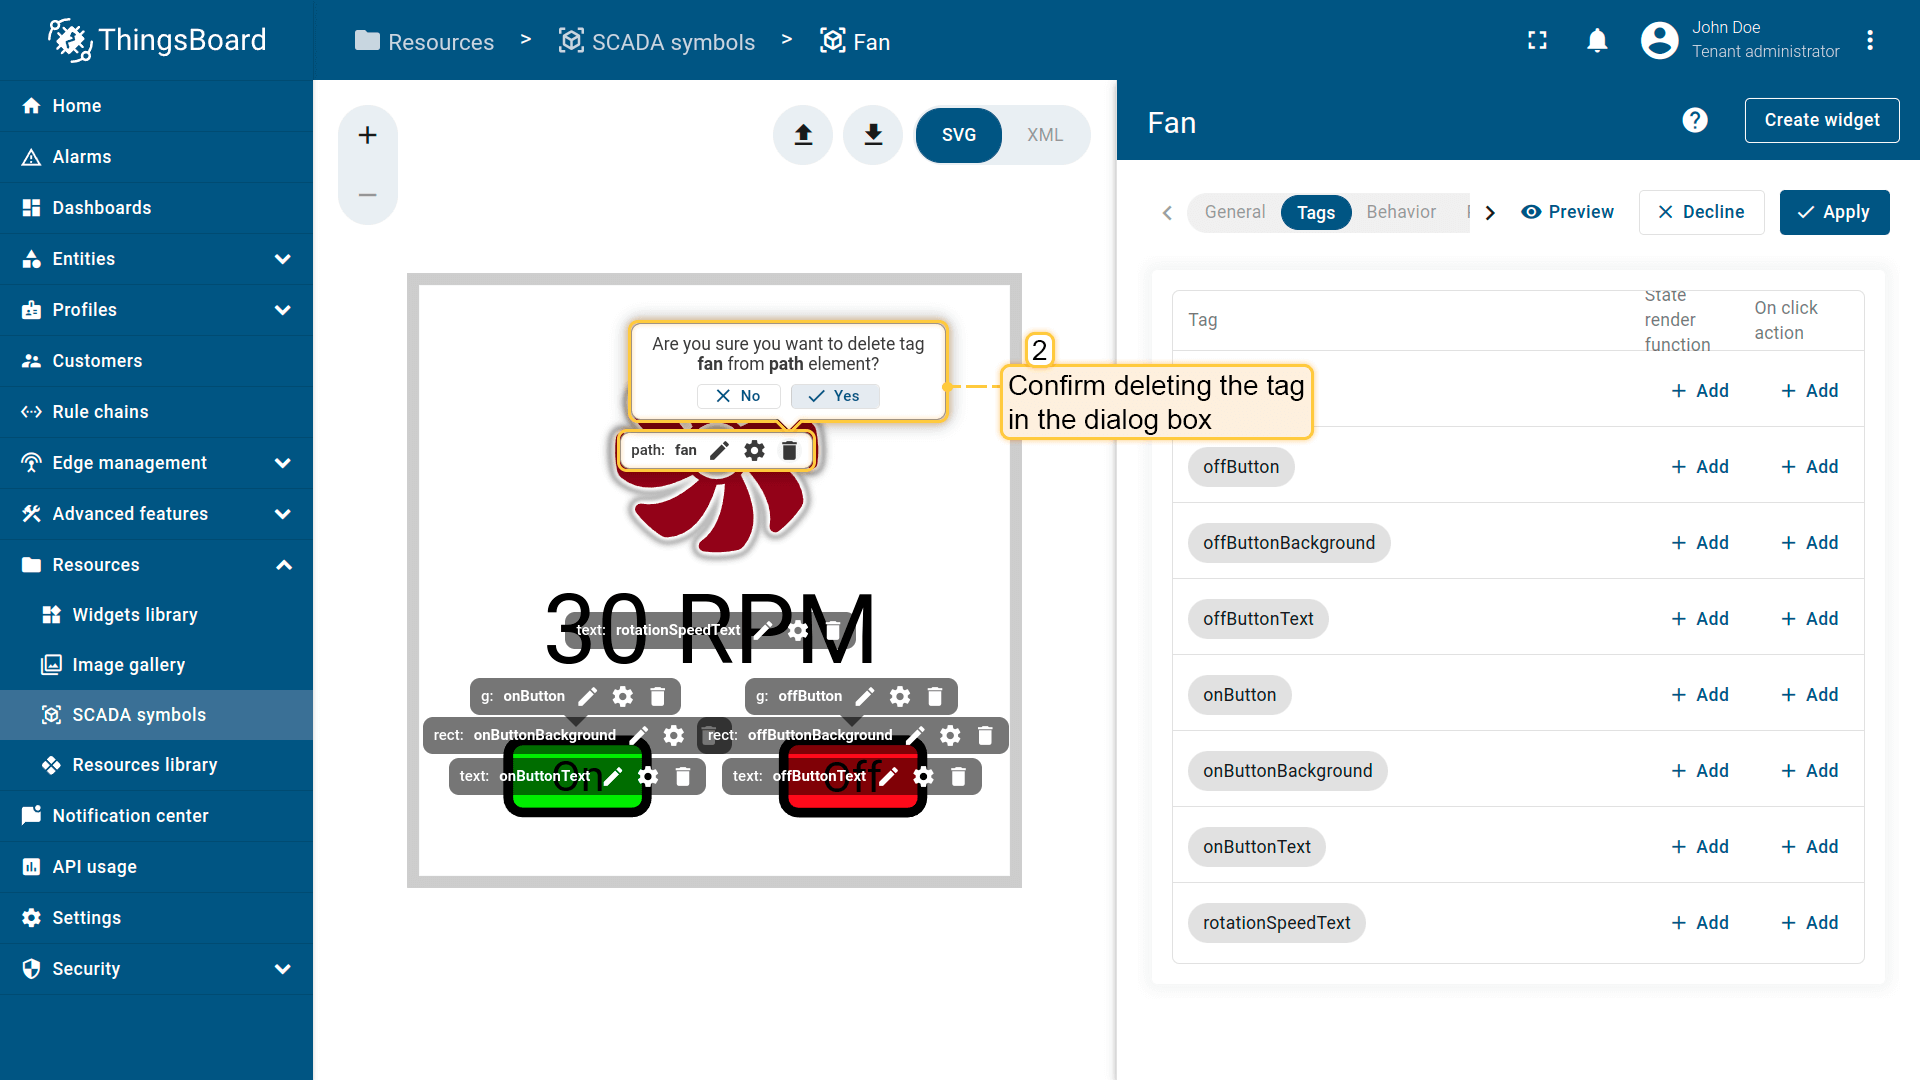 ThingsBoard
Resources > SCADA symbols > Fan
John Doe
Tenant administrator
Home
Alarms
Dashboards
Entities
Profiles
Customers
Rule chains
Edge management
Advanced features
Resources
Widgets library
Image gallery
SCADA symbols
Resources library
Notification center
API usage
Settings
Security
SVG XML
Are you sure you want to delete tag
fan from path element?
No Yes
path: fan
30 RPM
text: rotationSpeedText
g: onButton
g: offButton
rect: onButtonBackground
rect: offButtonBackground
On
text: onButtonText
Off
text: offButtonText
2
Confirm deleting the tag
in the dialog box
Fan
Create widget
General Tags Behavior
Preview
Decline
Apply
Tag
State
render
function
On click
action
Add Add
offButton Add Add
offButtonBackground Add Add
offButtonText Add Add
onButton Add Add
onButtonBackground Add Add
onButtonText Add Add
rotationSpeedText Add Add